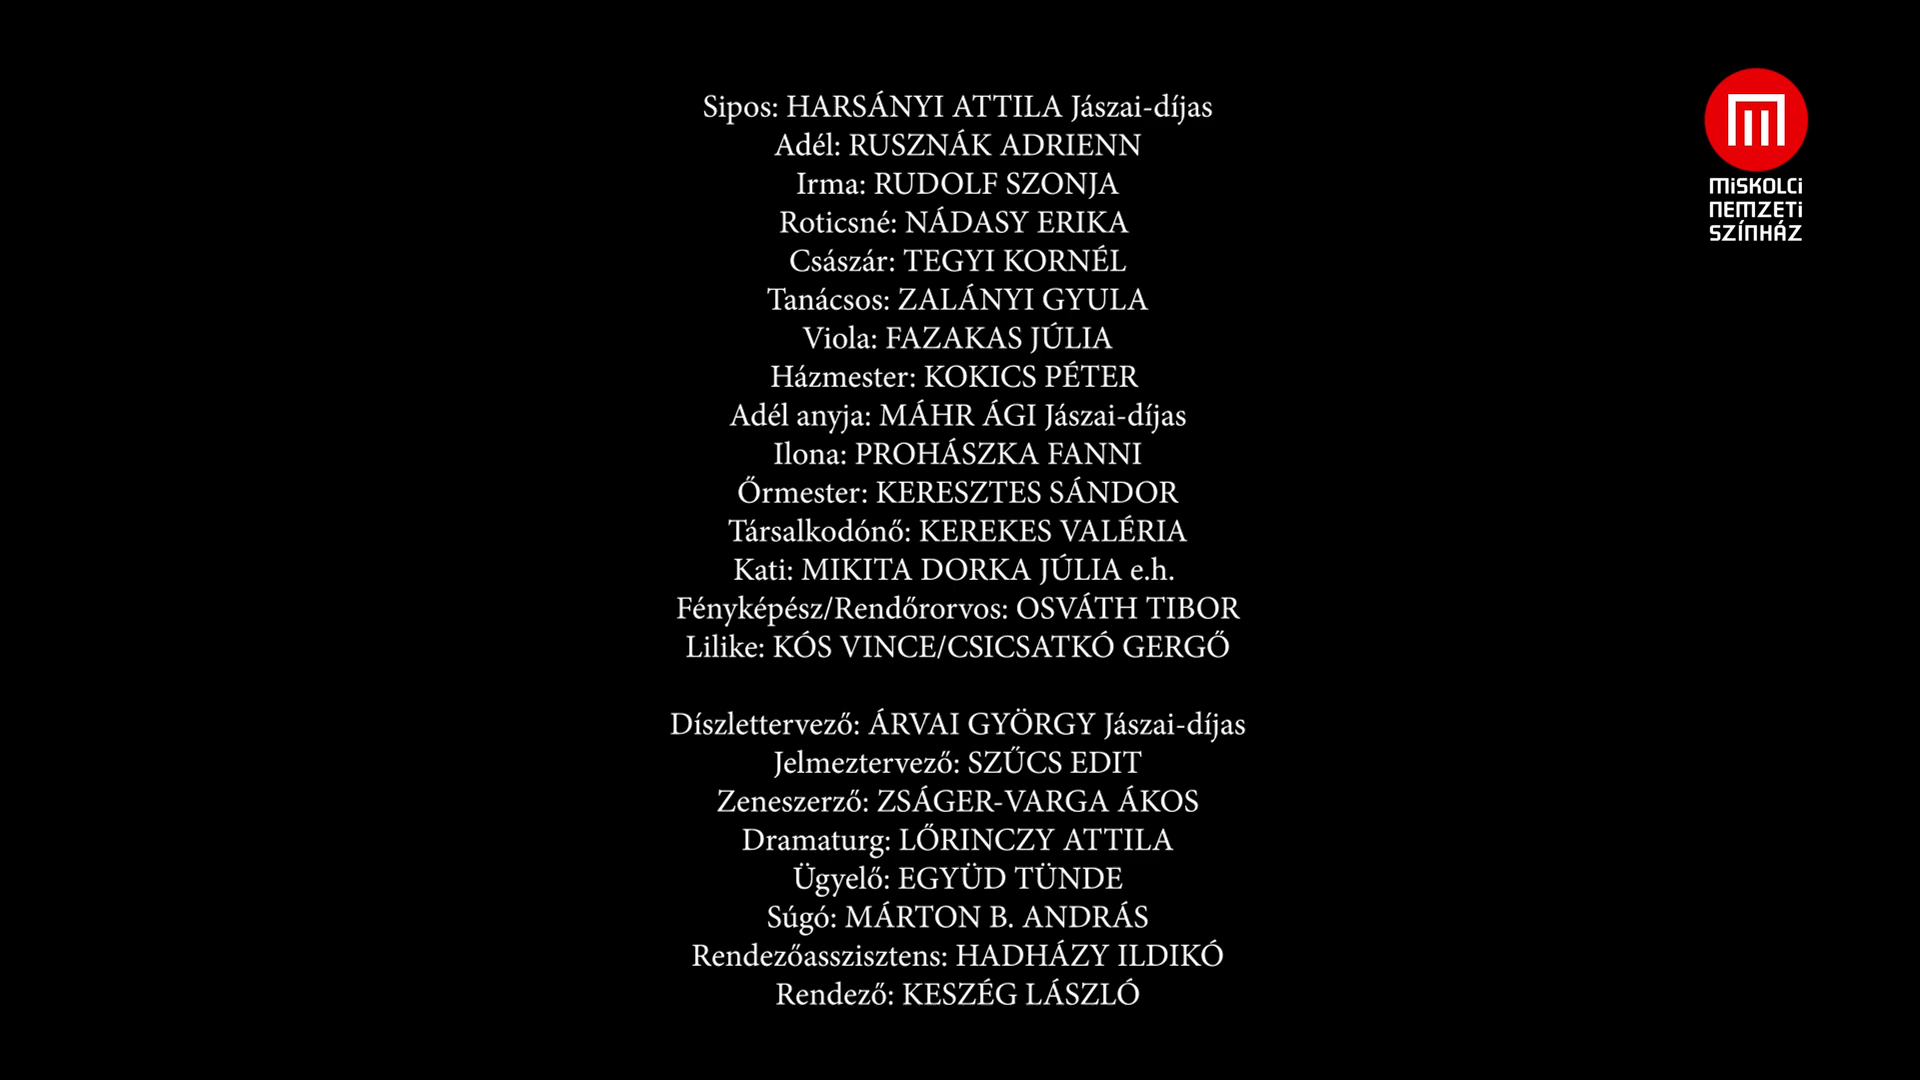 Sipos: HARSÁNYI ATTILA Jászai-díjas
Adél: RUSZNÁK ADRIENN
Irma: RUDOLF SZONJA
Roticsné: NÁDASY ERIKA
Császár: TEGYI KORNÉL
Tanácsos: ZALÁNYI GYULA
Viola: FAZAKAS JÚLIA
Házmester: KOKICS PÉTER
Adél anyja: MÁHR ÁGI Jászai-díjas
Ilona: PROHÁSZKA FANNI
Őrmester: KERESZTES SÁNDOR
Társalkodónő: KEREKES VALÉRIA
Kati: MIKITA DORKA JÚLIA e.h.
Fényképész/Rendőrorvos: OSVÁTH TIBOR
Lilike: KÓS VINCE/CSICSATKÓ GERGŐ
Díszlettervező: ÁRVAI GYÖRGY Jászai-díjas
Jelmeztervező: SZŰCS EDIT
Zeneszerző: ZSÁGER-VARGA ÁKOS
Dramaturg: LŐRINCZY ATTILA
Ügyelő: EGYÜD TÜNDE
Súgó: MÁRTON B. ANDRÁS
Rendezőasszisztens: HADHÁZY ILDIKÓ
Rendező: KESZÉG LÁSZLÓ
MiSKOLCi
NEMZETi
SZÍNHÁZ